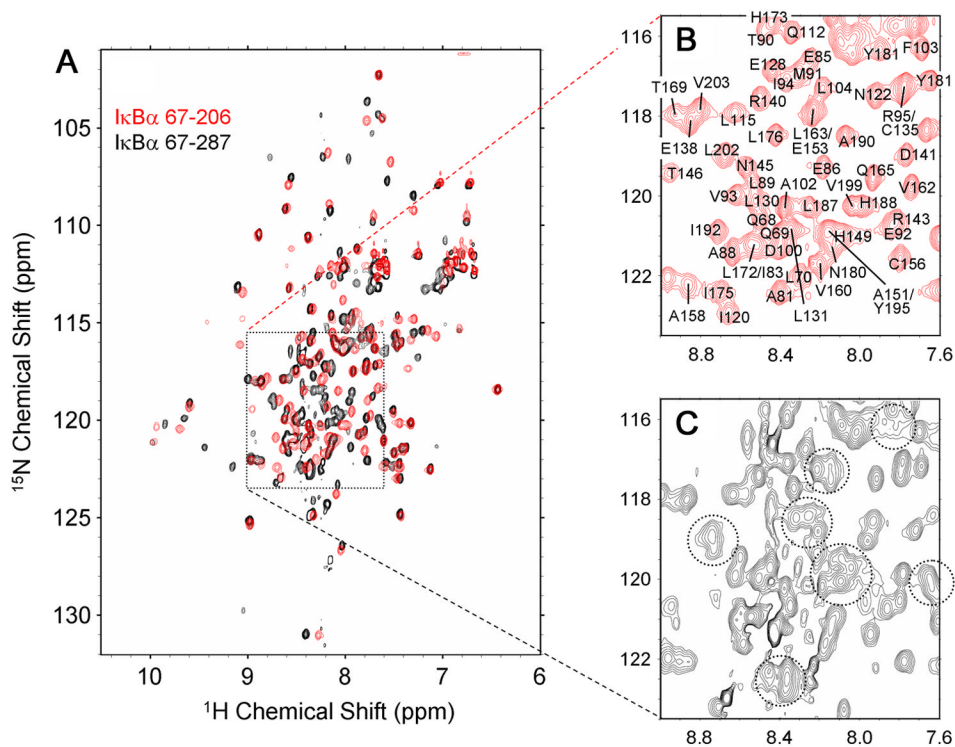 A
IκBα 67-206
IκBα 67-287
105
110
115
120
125
130
10
9
8
7
6
¹H Chemical Shift (ppm)
¹⁵N Chemical Shift (ppm)
B
116
118
120
122
8.8
8.4
8.0
7.6
H173
Q112
T90
E85
Y181
F103
E128
M91
I94
L104
Y181
T169
V203
R140
N122
L115
R95/
C135
L163/
E153
E138
L176
A190
L202
D141
N145
E86
Q165
T146
L89
A102
V199
V162
V93
L130
L187
H188
Q68
R143
I192
Q69
H149
E92
A88
D100
C156
L172/I83
L70
N180
V160
I175
A81
A151/
Y195
A158
L131
I120
C
116
118
120
122
8.8
8.4
8.0
7.6